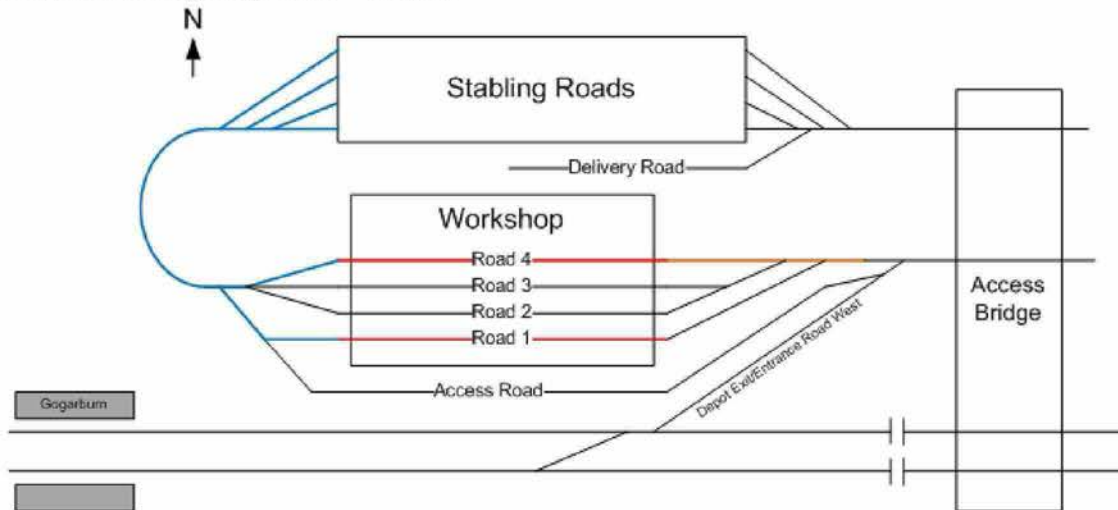 N
Stabling Roads
Delivery Road
Workshop
Road 4
Road 3
Road 2
Road 1
Access
Bridge
Access Road
Depot Exit/Entrance Road West
Gogarburn